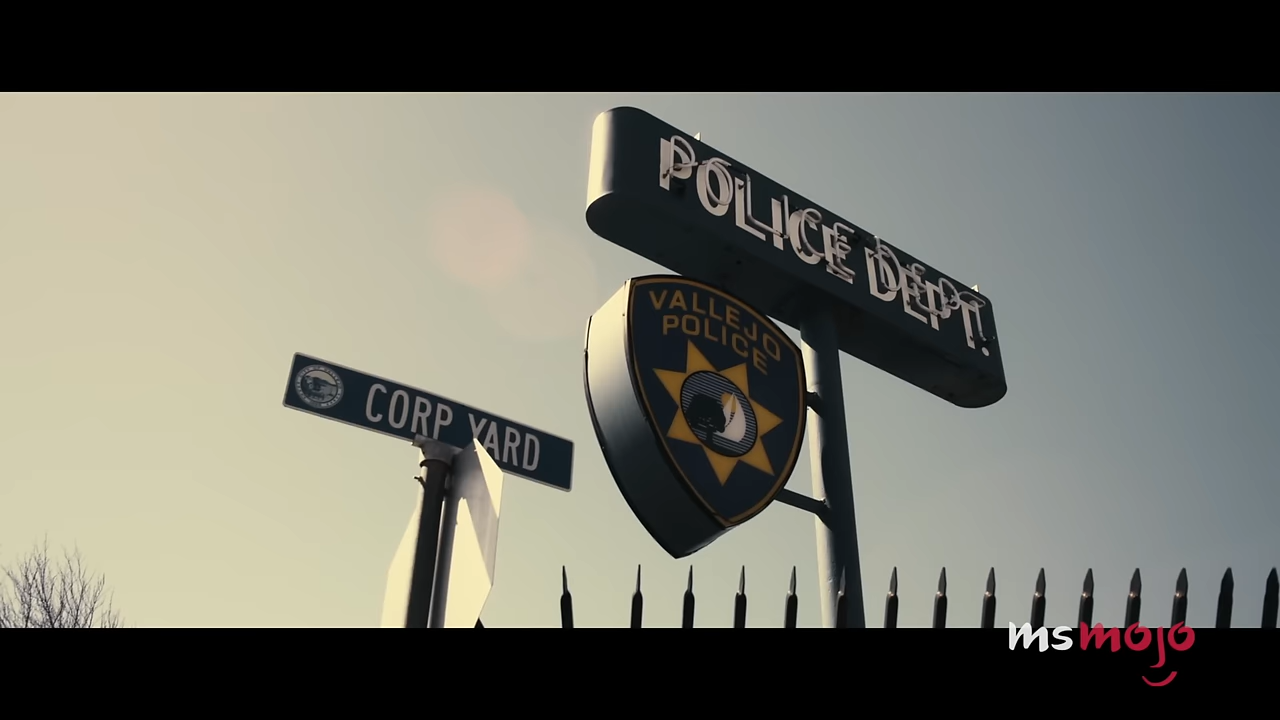 POLICE DEPT.
VALLEJO
POLICE
CORP YARD
msmojo